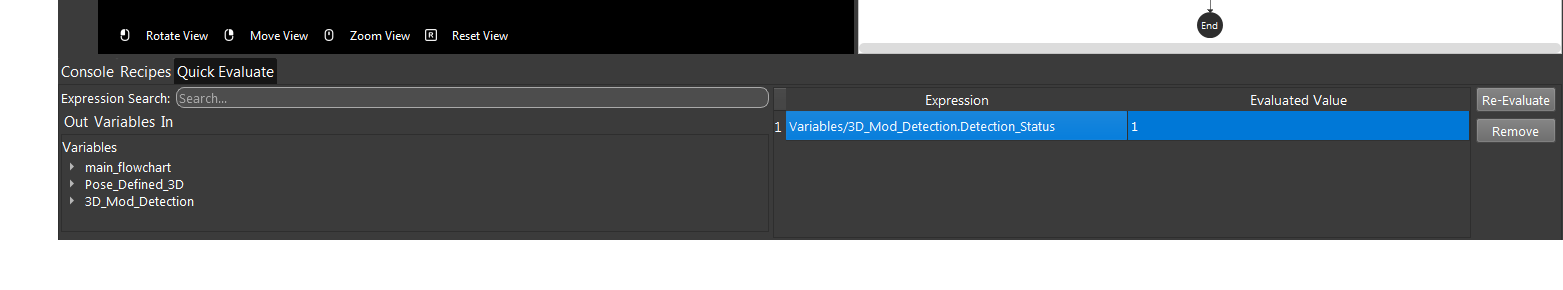 End
Rotate View Move View Zoom View R Reset View
Console Recipes Quick Evaluate
Expression Search: Search...
Out Variables In
Variables
main_flowchart
Pose_Defined_3D
3D_Mod_Detection
Expression Evaluated Value
1 Variables/3D_Mod_Detection.Detection_Status 1
Re-Evaluate
Remove